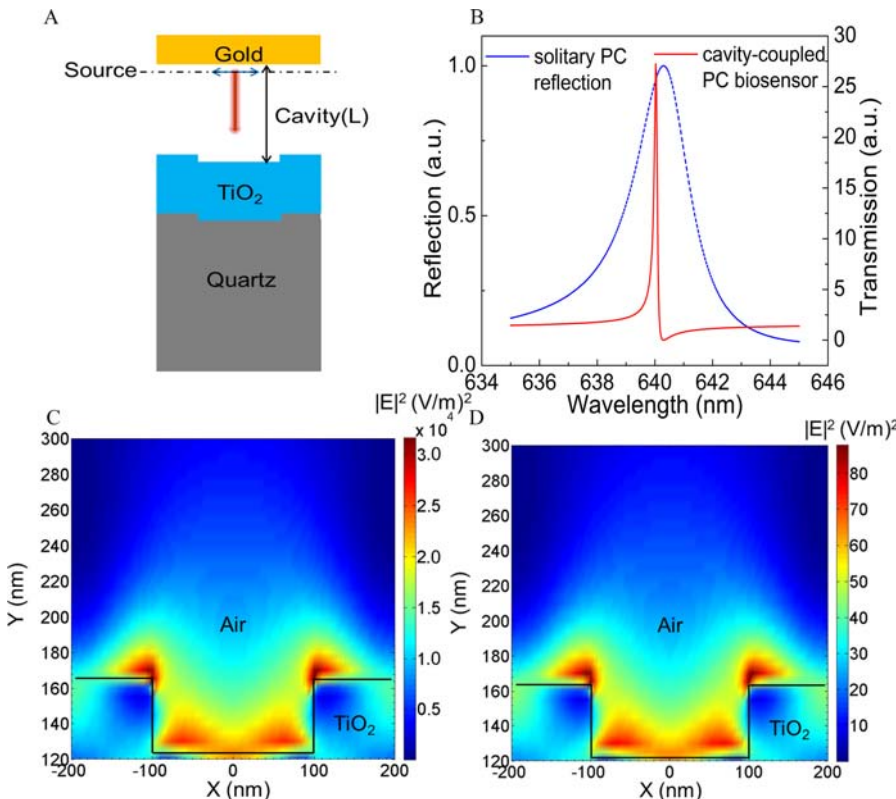 A
Gold
Source
Cavity(L)
TiO2
Quartz
B
solitary PC reflection
cavity-coupled PC biosensor
Reflection (a.u.)
1.0
0.5
0.0
Transmission (a.u.)
30
25
20
15
10
5
0
634 636 638 640 642 644 646
Wavelength (nm)
C
|E|² (V/m)²
x 10⁴
3.0
2.5
2.0
1.5
1.0
0.5
Y (nm)
300
280
260
240
220
200
180
160
140
120
Air
TiO2
-200 -100 0 100 200
X (nm)
D
|E|² (V/m)²
80
70
60
50
40
30
20
10
Y (nm)
300
280
260
240
220
200
180
160
140
120
Air
TiO2
-200 -100 0 100 200
X (nm)